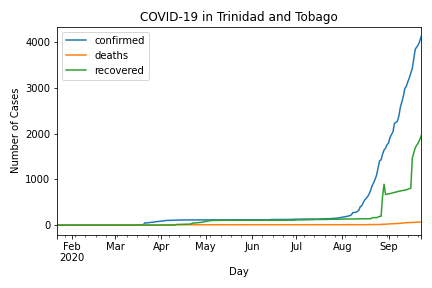 COVID-19 in Trinidad and Tobago
confirmed
deaths
recovered
Number of Cases
4000
3000
2000
1000
0
Feb Mar Apr May Jun Jul Aug Sep
2020
Day